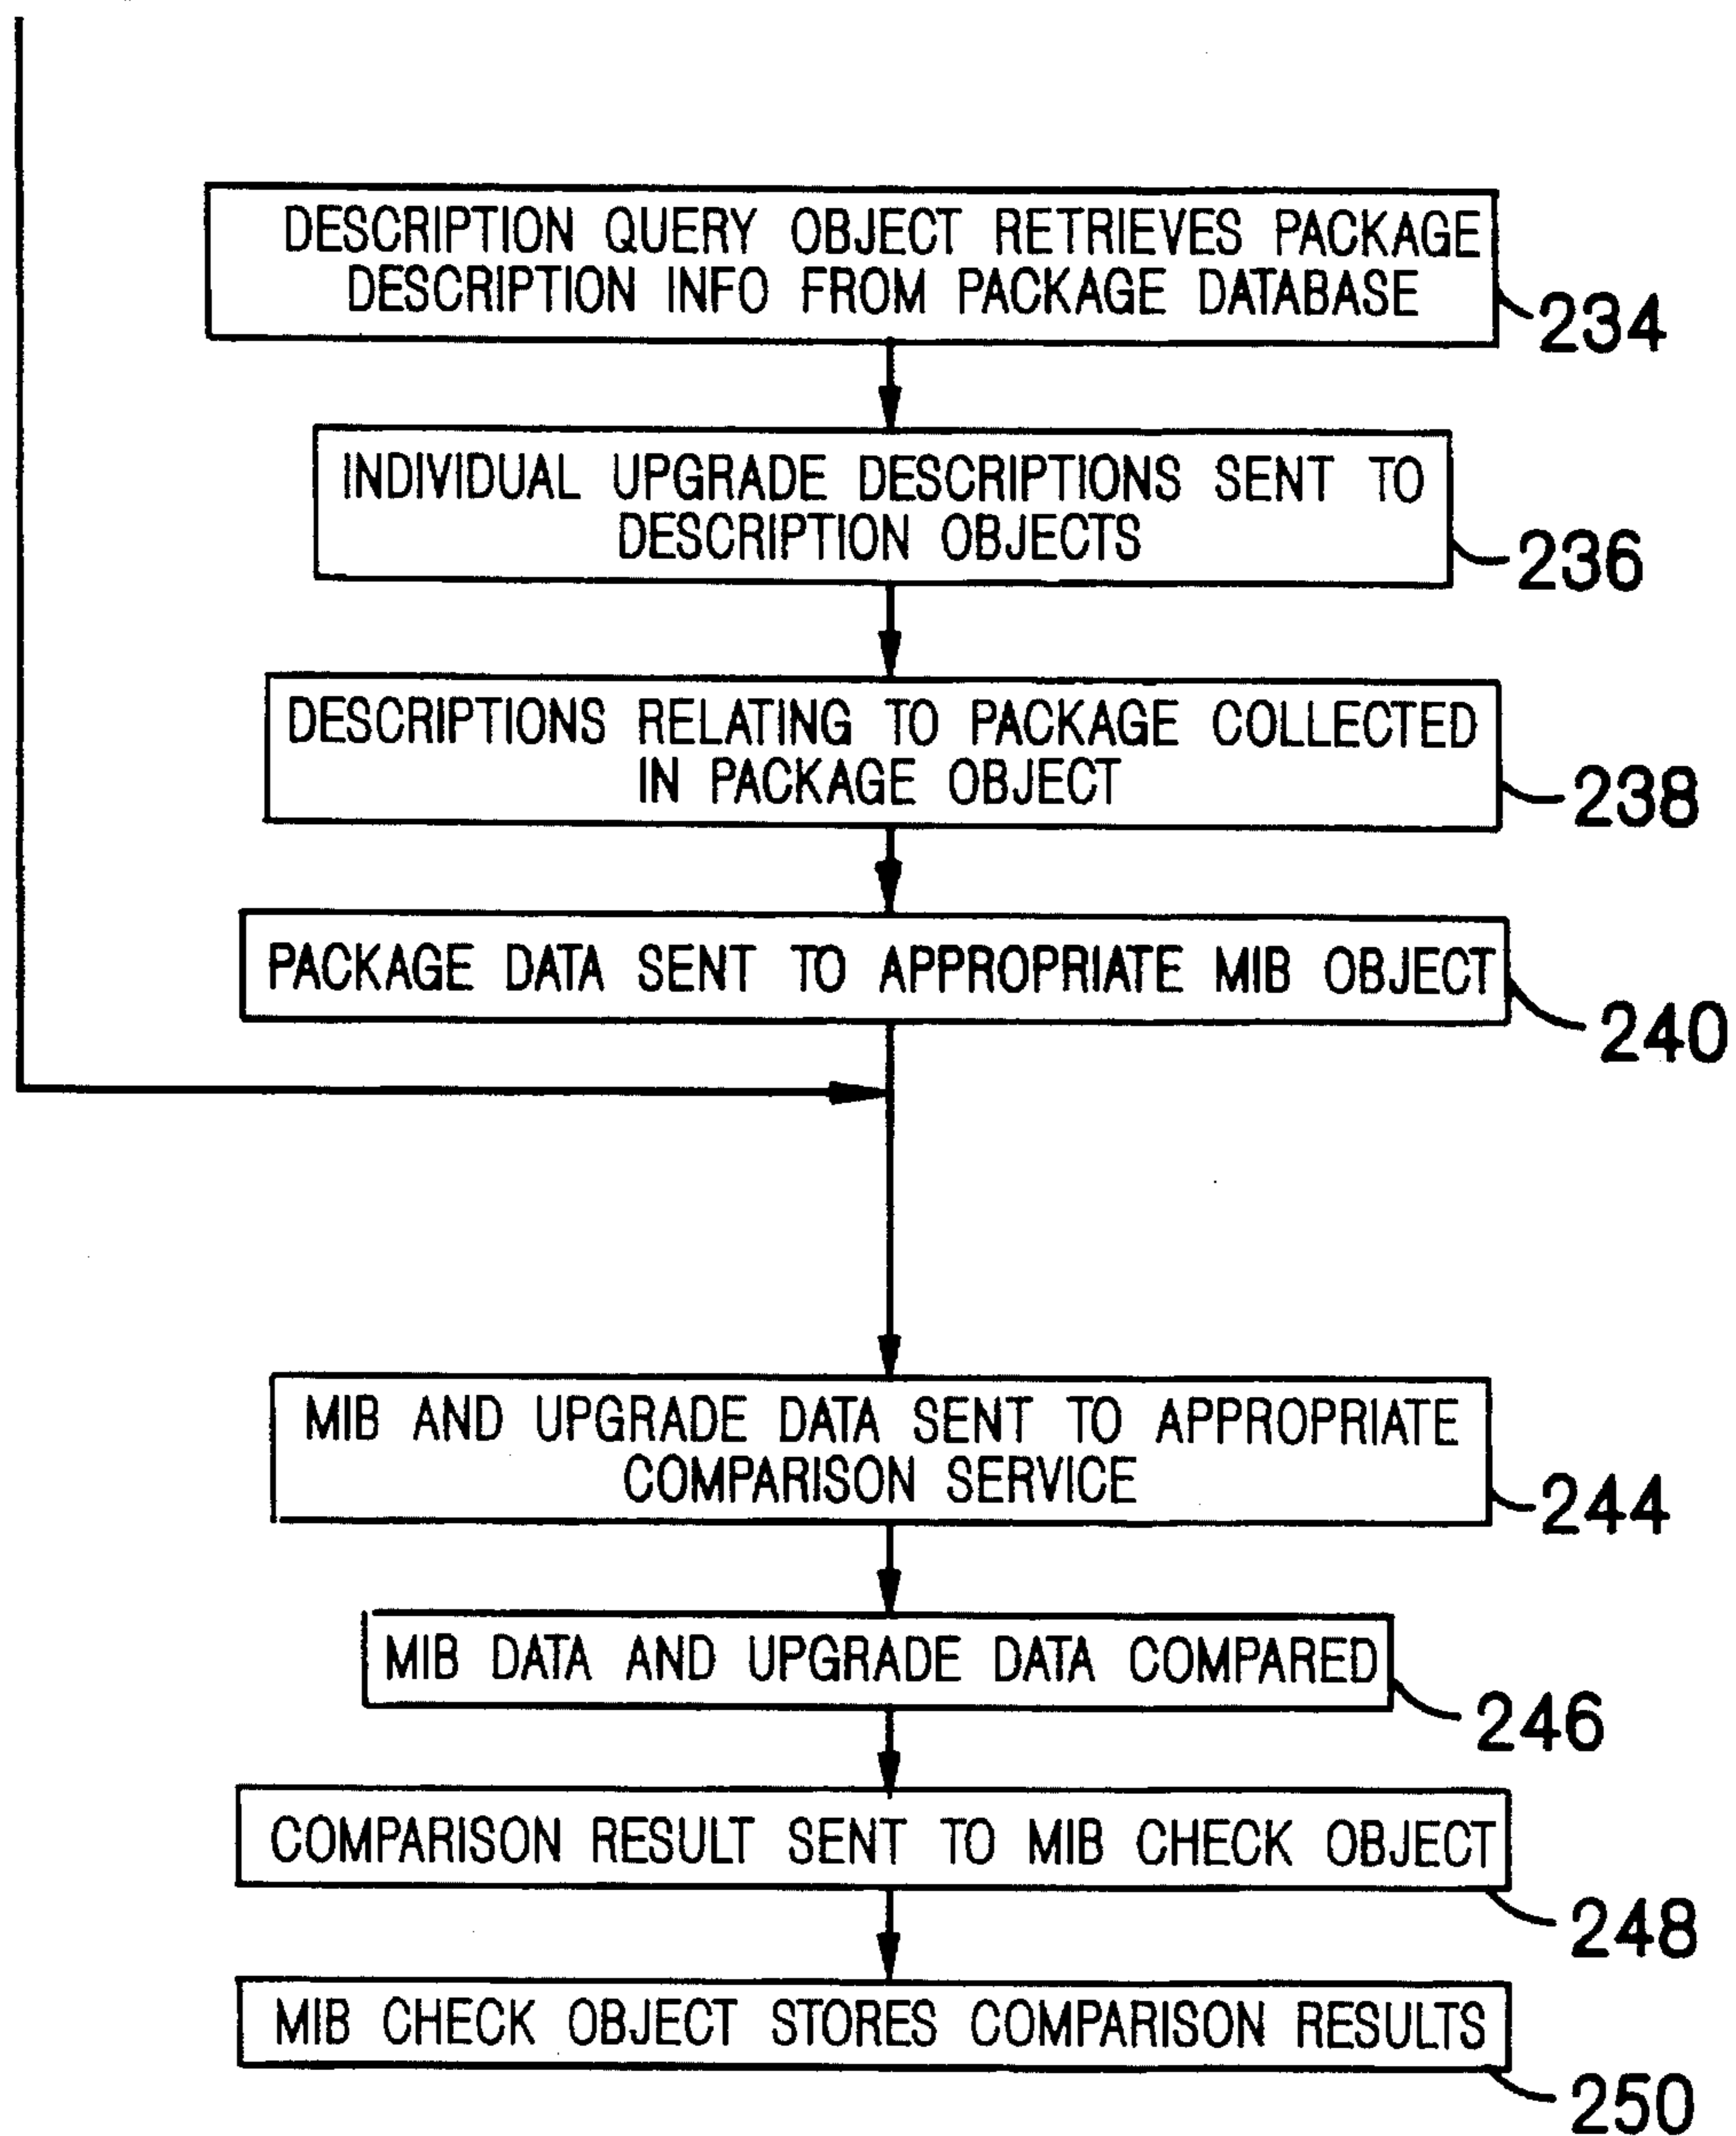 DESCRIPTION QUERY OBJECT RETRIEVES PACKAGE
DESCRIPTION INFO FROM PACKAGE DATABASE
234
INDIVIDUAL UPGRADE DESCRIPTIONS SENT TO
DESCRIPTION OBJECTS
236
DESCRIPTIONS RELATING TO PACKAGE COLLECTED
IN PACKAGE OBJECT
238
PACKAGE DATA SENT TO APPROPRIATE MIB OBJECT
240
MIB AND UPGRADE DATA SENT TO APPROPRIATE
COMPARISON SERVICE
244
MIB DATA AND UPGRADE DATA COMPARED
246
COMPARISON RESULT SENT TO MIB CHECK OBJECT
248
MIB CHECK OBJECT STORES COMPARISON RESULTS
250